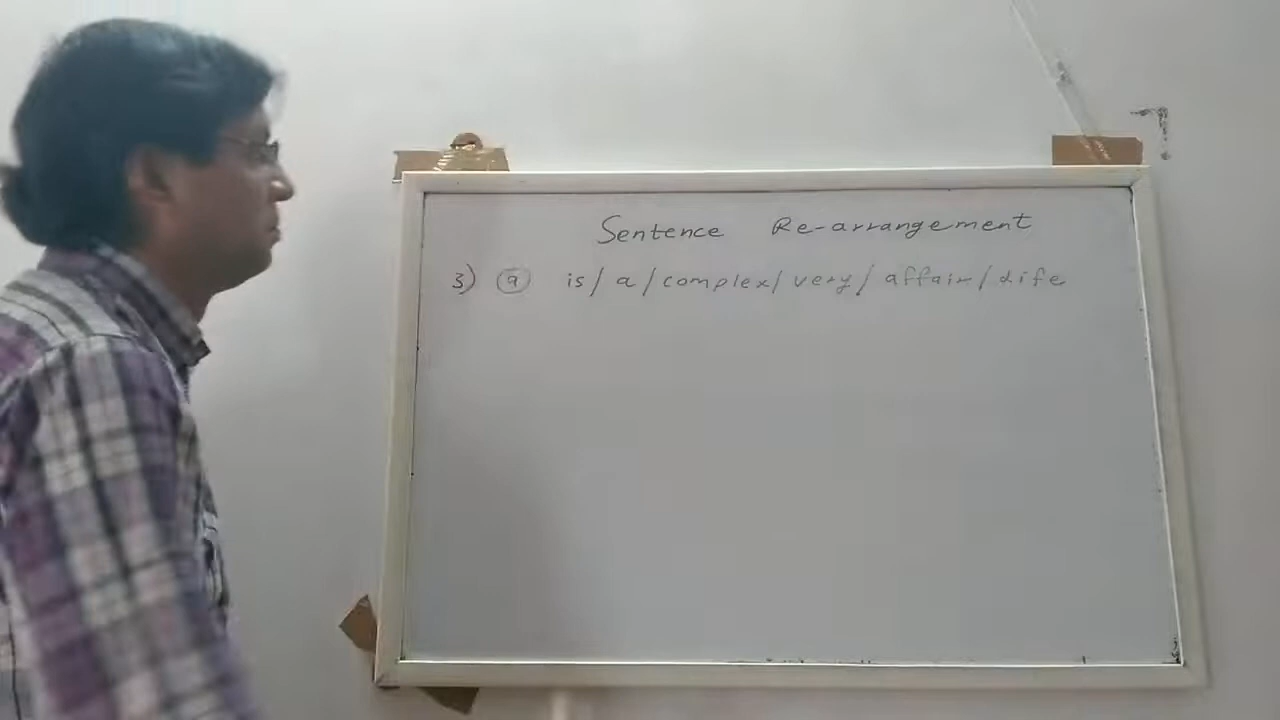 Sentence Re-arrangement
3) a is/ a/ complex/ very/ affair/ life